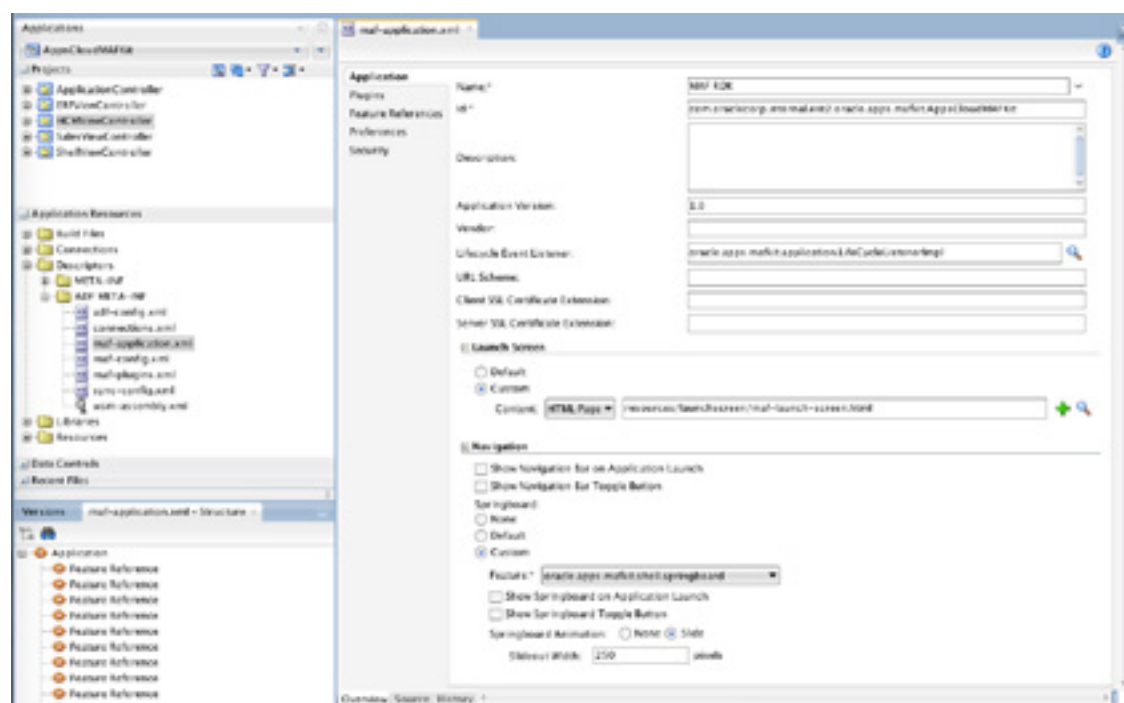 Applications
AppsCloudMAFKit
Projects
ApplicationController
ERPViewController
HCMViewController
SalesViewController
ShellViewController
Application Resources
Build Files
Connections
Descriptors
META-INF
ADF META-INF
adf-config.xml
connections.xml
maf-application.xml
maf-config.xml
maf-plugins.xml
sync-config.xml
wsm-assembly.xml
Libraries
Resources
Data Controls
Recent Files
Versions
maf-application.xml - Structure
Application
Feature Reference
Feature Reference
Feature Reference
Feature Reference
Feature Reference
Feature Reference
Feature Reference
Feature Reference
Feature Reference
maf-application.xml
Application
Plugins
Feature References
Preferences
Security
Name:*
Id:*
Description:
Application Version: 1.0
Vendor:
Lifecycle Event Listener: oracle.apps.mafkit.application.LifeCycleListenerImpl
URL Scheme:
Client SSL Certificate Extension:
Server SSL Certificate Extension:
Launch Screen
Default
Custom
Content: HTML Page resources/launchscreen/maf-launch-screen.html
Navigation
Show Navigation Bar on Application Launch
Show Navigation Bar Toggle Button
Springboard:
None
Default
Custom
Feature:* oracle.apps.mafkit.shell.springboard
Show Springboard on Application Launch
Show Springboard Toggle Button
Springboard Animation: None Slide
Slideout Width: 250 pixels
Overview Source History